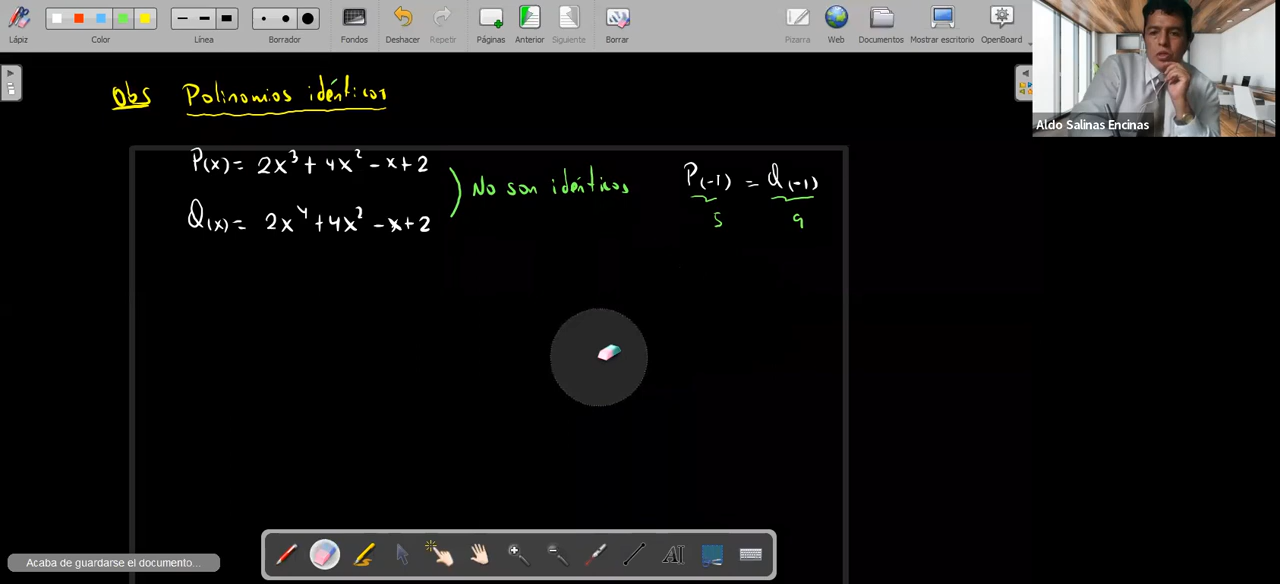 Lápiz Color Línea Borrador Fondos Deshacer Repetir Páginas Anterior Siguiente Borrar Pizarra Web Documentos Mostrar escritorio OpenBoard
Aldo Salinas Encinas
Obs Polinomios idénticos
P(x) = 2x³ + 4x² - x + 2
Q(x) = 2x⁴ + 4x² - x + 2
No son idénticos
P(-1) = Q(-1)
5 9
AI
Acaba de guardarse el documento...